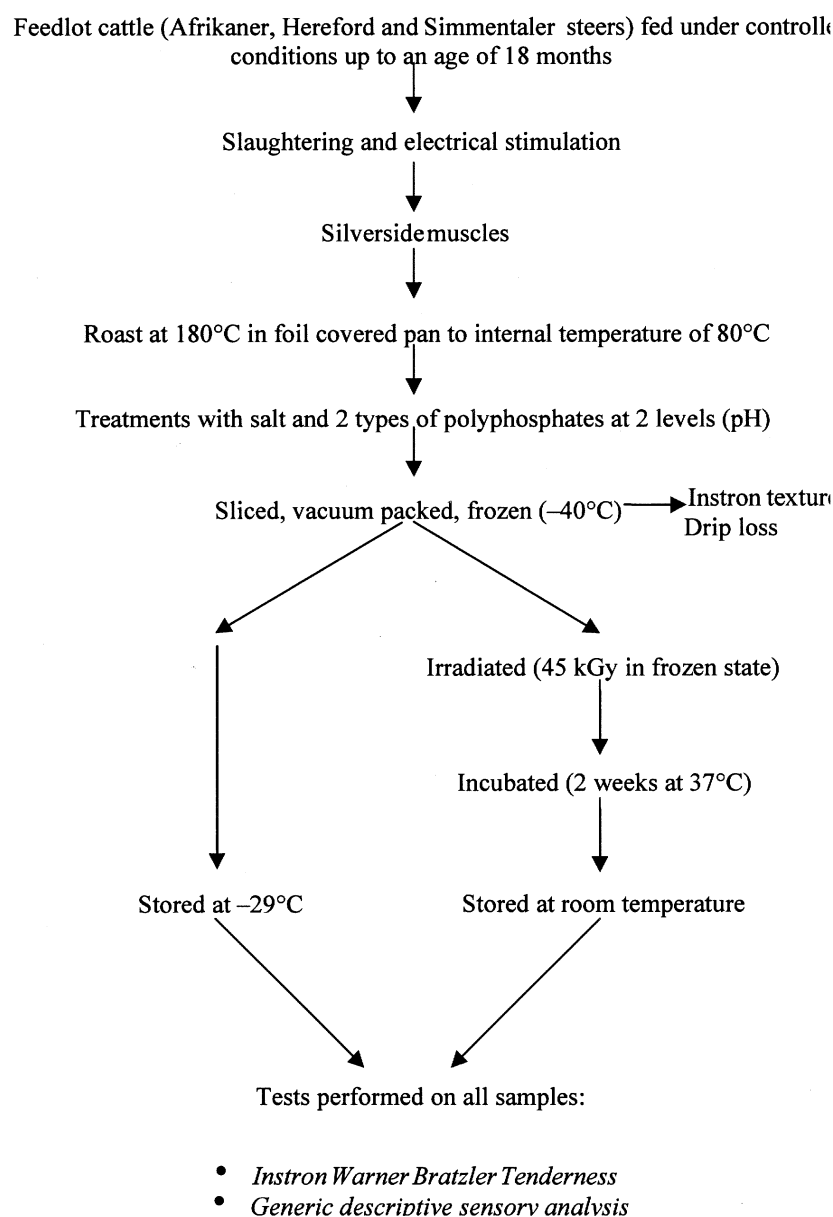 Feedlot cattle (Afrikaner, Hereford and Simmentaler steers) fed under
conditions up to an age of 18 months
Slaughtering and electrical stimulation
Silverside muscles
Roast at 180°C in foil covered pan to internal temperature of 80°C
Treatments with salt and 2 types of polyphosphates at 2 levels (pH)
Sliced, vacuum packed, frozen (–40°C)
Instron
Drip loss
Irradiated (45 kGy in frozen state)
Incubated (2 weeks at 37°C)
Stored at –29°C
Stored at room temperature
Tests performed on all samples:
• Instron Warner Bratzler Tenderness
• Generic descriptive sensory analysis